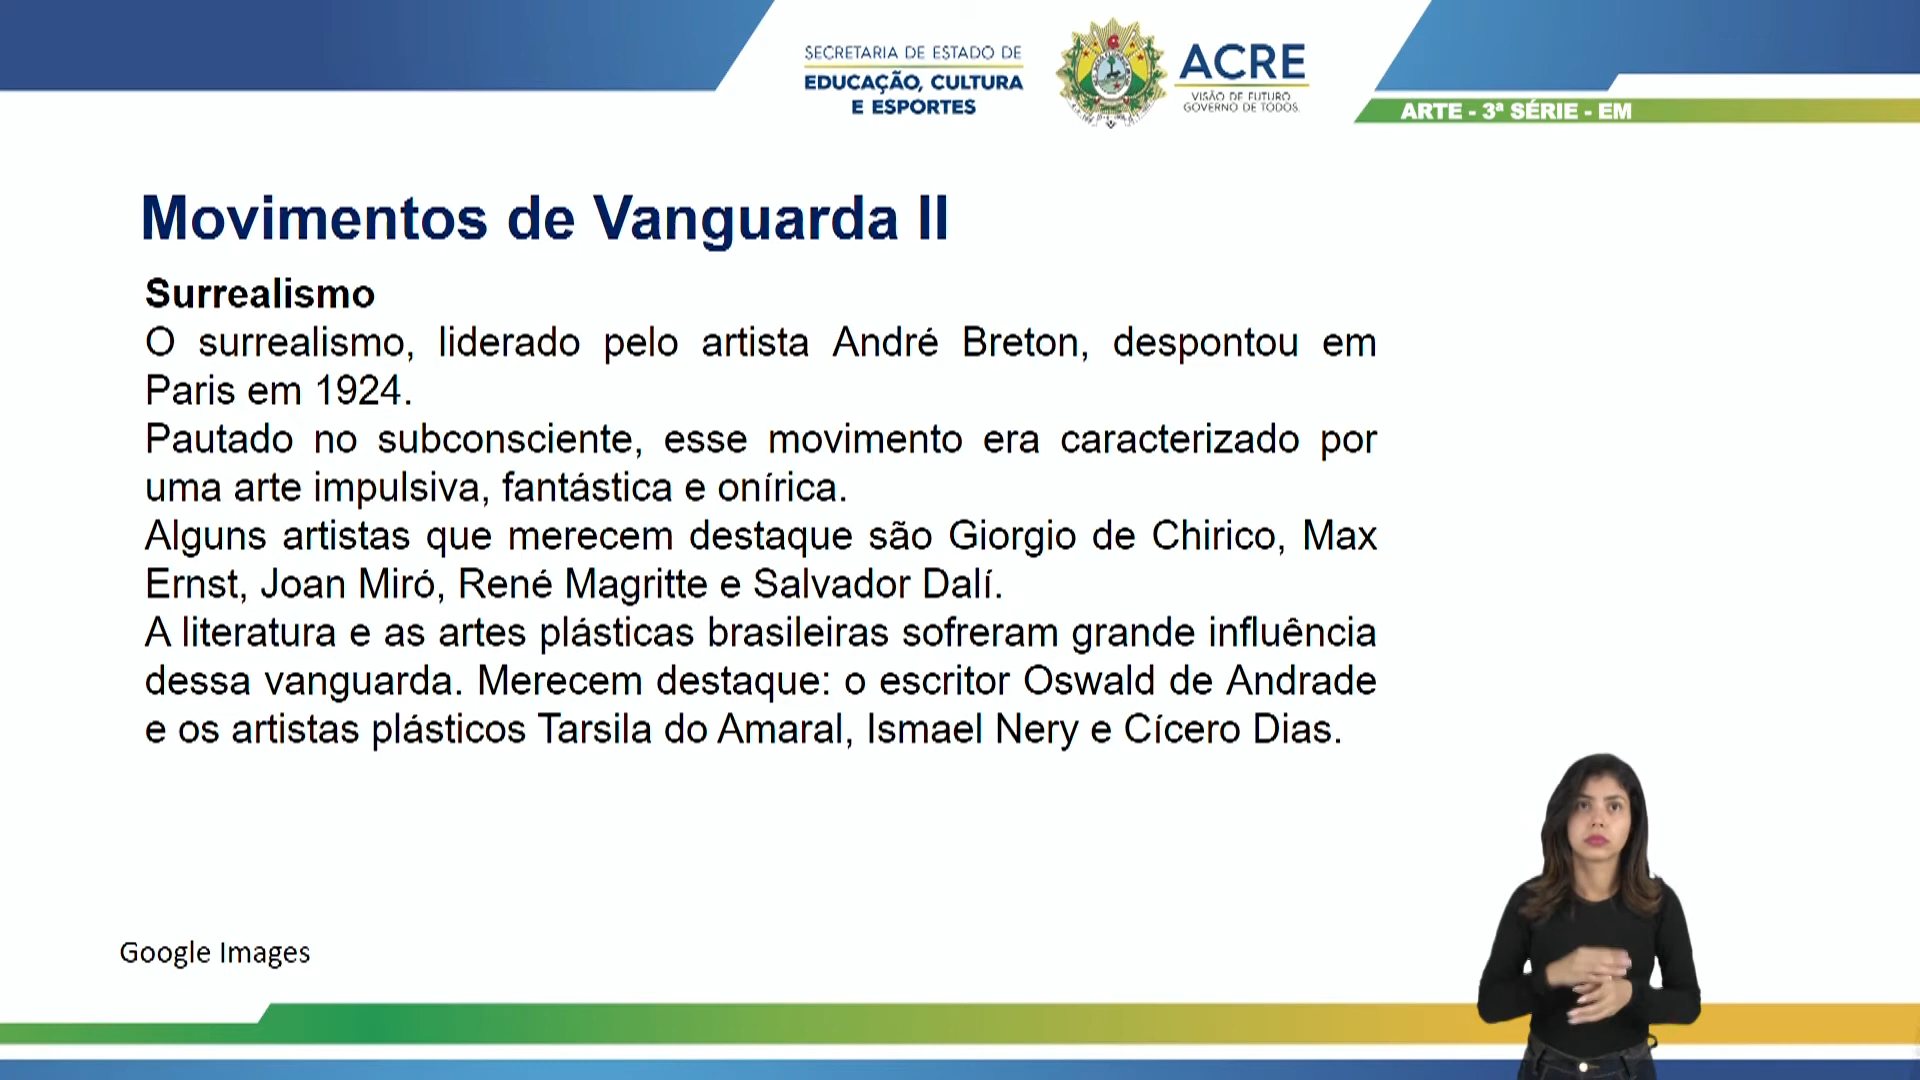 SECRETARIA DE ESTADO DE
EDUCAÇÃO, CULTURA
E ESPORTES
ACRE
VISÃO DE FUTURO
GOVERNO DE TODOS.
ARTE - 3ª SÉRIE - EM
Movimentos de Vanguarda II
Surrealismo
O surrealismo, liderado pelo artista André Breton, despontou em
Paris em 1924.
Pautado no subconsciente, esse movimento era caracterizado por
uma arte impulsiva, fantástica e onírica.
Alguns artistas que merecem destaque são Giorgio de Chirico, Max
Ernst, Joan Miró, René Magritte e Salvador Dalí.
A literatura e as artes plásticas brasileiras sofreram grande influência
dessa vanguarda. Merecem destaque: o escritor Oswald de Andrade
e os artistas plásticos Tarsila do Amaral, Ismael Nery e Cícero Dias.
Google Images